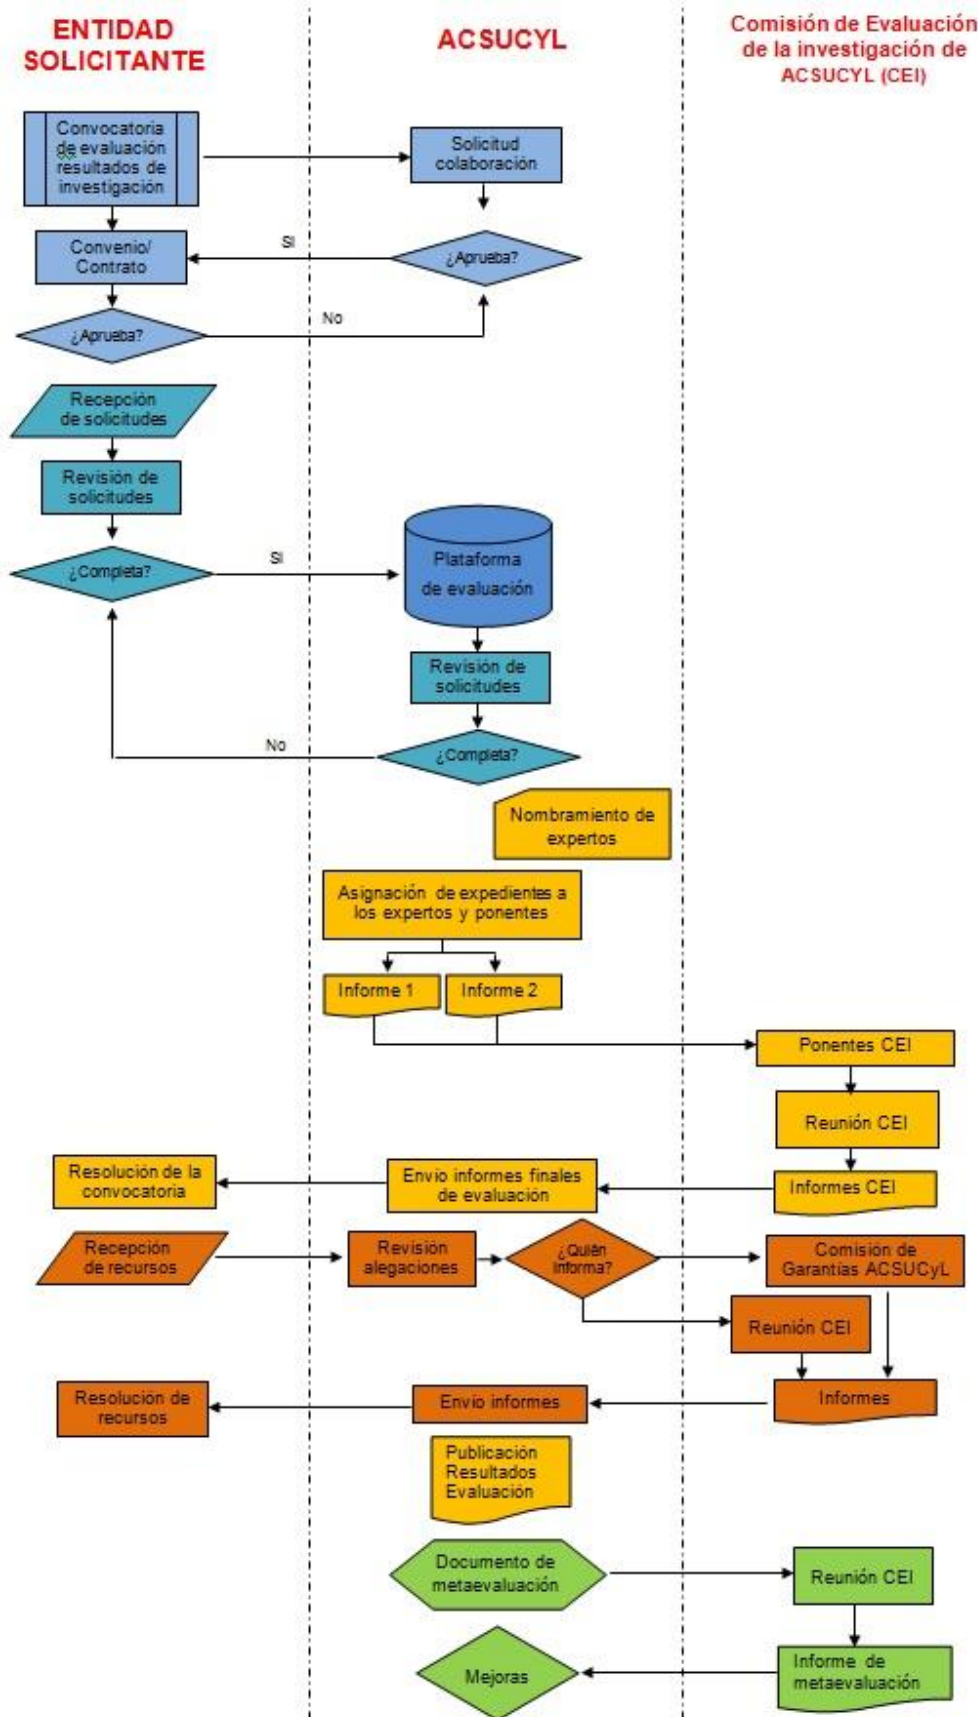 ENTIDAD
SOLICITANTE
ACSUCYL
Comisión de Evaluación
de la investigación de
ACSUCYL (CEI)
Convocatoria
de evaluación
resultados de
investigación
Solicitud
colaboración
Convenio/
Contrato
SI
¿Aprueba?
¿Aprueba?
No
Recepción
de solicitudes
Revisión de
solicitudes
¿Completa?
SI
Plataforma
de evaluación
Revisión de
solicitudes
No
¿Completa?
Nombramiento de
expertos
Asignación de expedientes a
los expertos y ponentes
Informe 1
Informe 2
Ponentes CEI
Reunión CEI
Resolución de la
convocatoria
Envío informes finales
de evaluación
Informes CEI
Recepción
de recursos
Revisión
alegaciones
¿Quién
Informa?
Comisión de
Garantías ACSUCyL
Reunión CEI
Resolución de
recursos
Envío informes
Informes
Publicación
Resultados
Evaluación
Documento de
metaevaluación
Reunión CEI
Mejoras
Informe de
metaevaluación